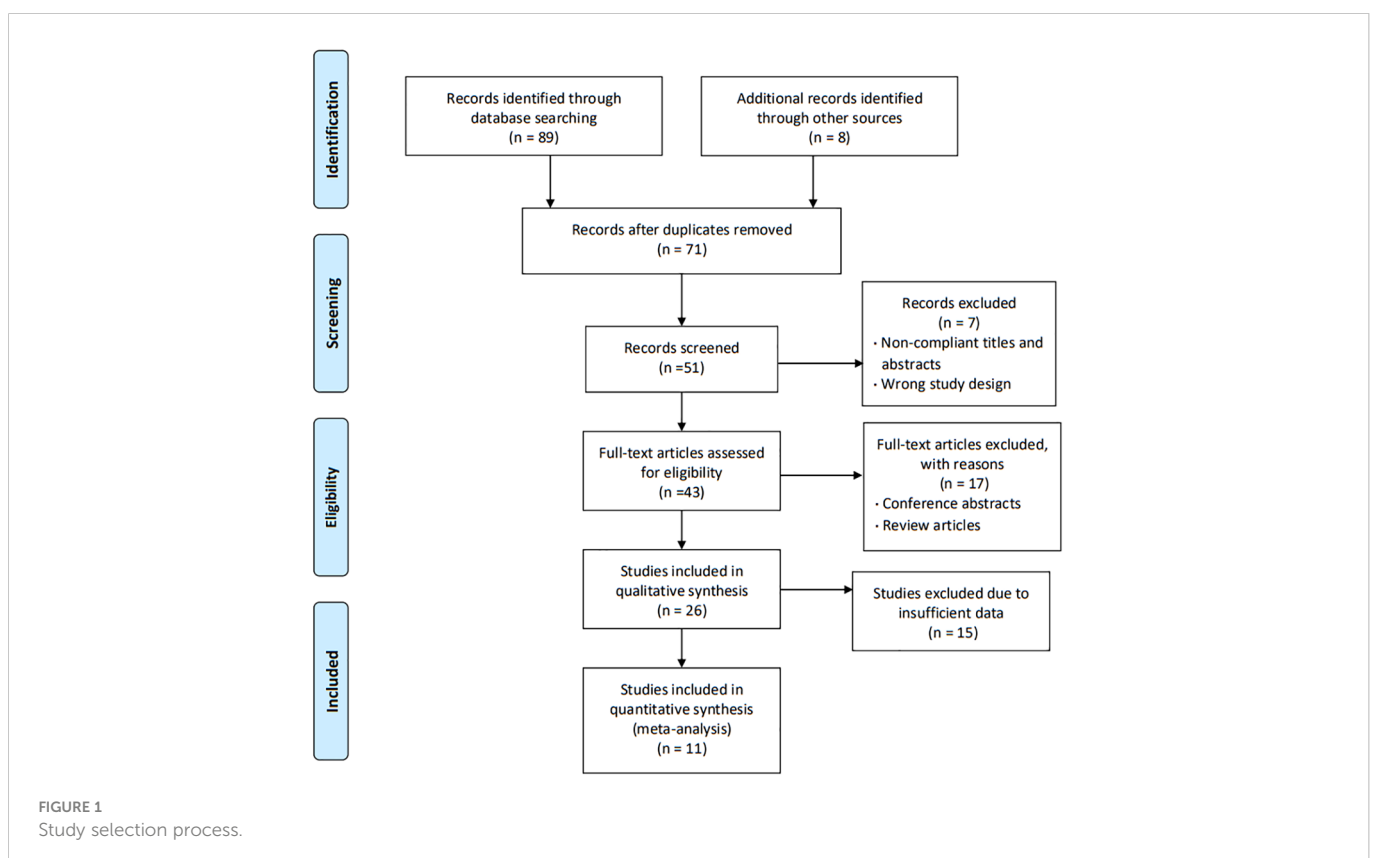 Identification
Records identified through
database searching
(n = 89)
Additional records identified
through other sources
(n = 8)
Records after duplicates removed
(n = 71)
Screening
Records screened
(n =51)
Records excluded
(n = 7)
· Non-compliant titles and
abstracts
· Wrong study design
Eligibility
Full-text articles assessed
for eligibility
(n =43)
Full-text articles excluded,
with reasons
(n = 17)
· Conference abstracts
· Review articles
Studies included in
qualitative synthesis
(n = 26)
Studies excluded due to
insufficient data
(n = 15)
Included
Studies included in
quantitative synthesis
(meta-analysis)
(n = 11)
FIGURE 1
Study selection process.